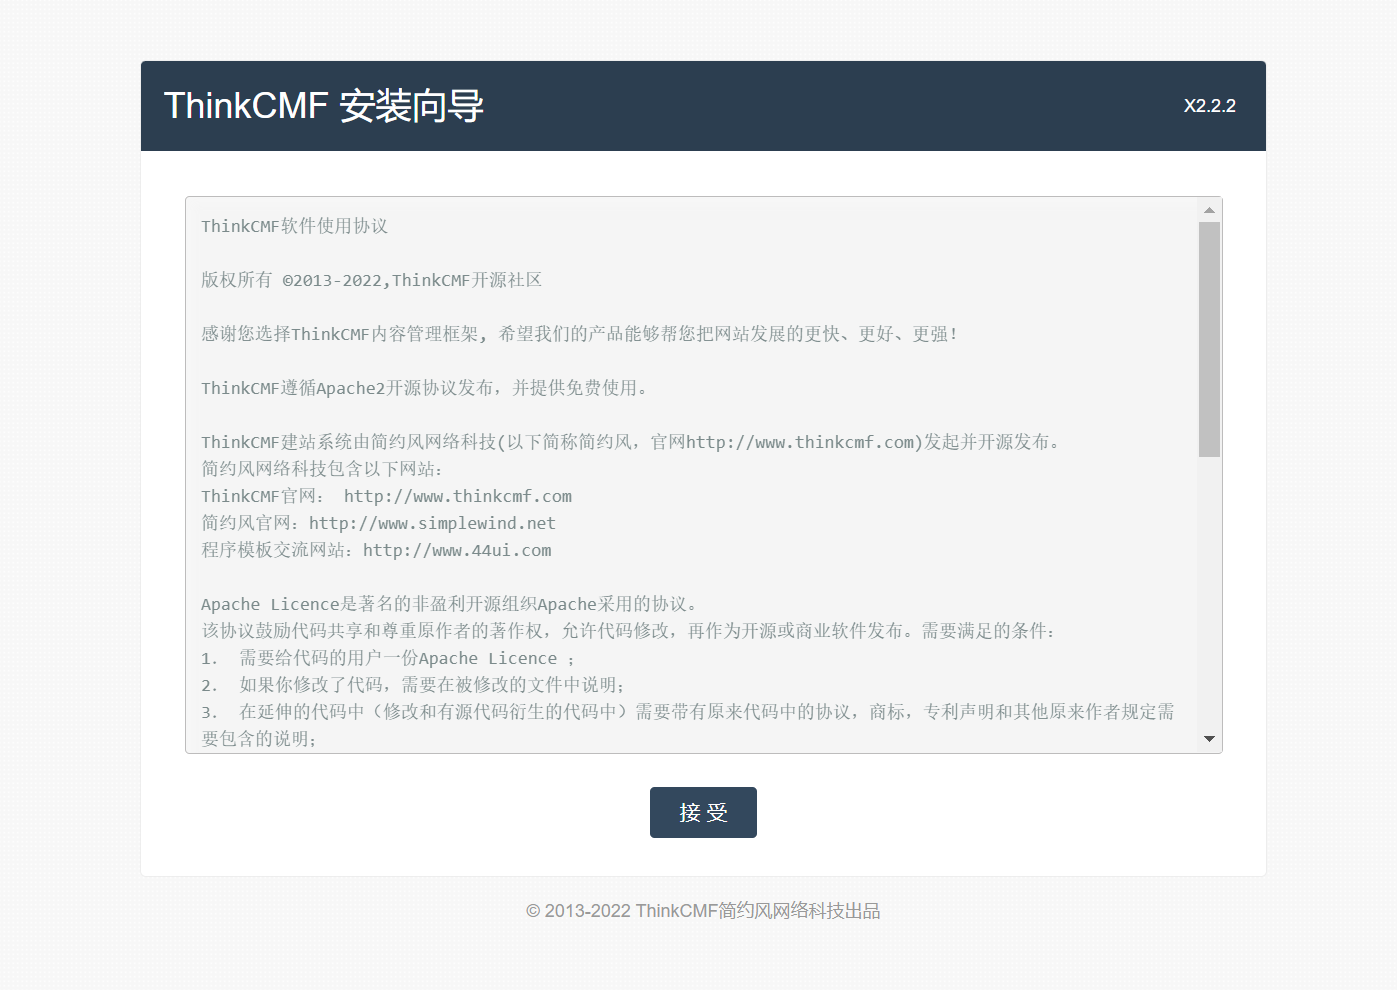 ThinkCMF 安装向导
X2.2.2
ThinkCMF软件使用协议
版权所有 ©2013-2022,ThinkCMF开源社区
感谢您选择ThinkCMF内容管理框架, 希望我们的产品能够帮您把网站发展的更快、更好、更强！
ThinkCMF遵循Apache2开源协议发布，并提供免费使用。
ThinkCMF建站系统由简约风网络科技(以下简称简约风，官网http://www.thinkcmf.com)发起并开源发布。
简约风网络科技包含以下网站：
ThinkCMF官网： http://www.thinkcmf.com
简约风官网：http://www.simplewind.net
程序模板交流网站：http://www.44ui.com
Apache Licence是著名的非盈利开源组织Apache采用的协议。
该协议鼓励代码共享和尊重原作者的著作权，允许代码修改，再作为开源或商业软件发布。需要满足的条件：
1. 需要给代码的用户一份Apache Licence ；
2. 如果你修改了代码，需要在被修改的文件中说明；
3. 在延伸的代码中（修改和有源代码衍生的代码中）需要带有原来代码中的协议，商标，专利声明和其他原来作者规定需
要包含的说明；
接 受
© 2013-2022 ThinkCMF简约风网络科技出品